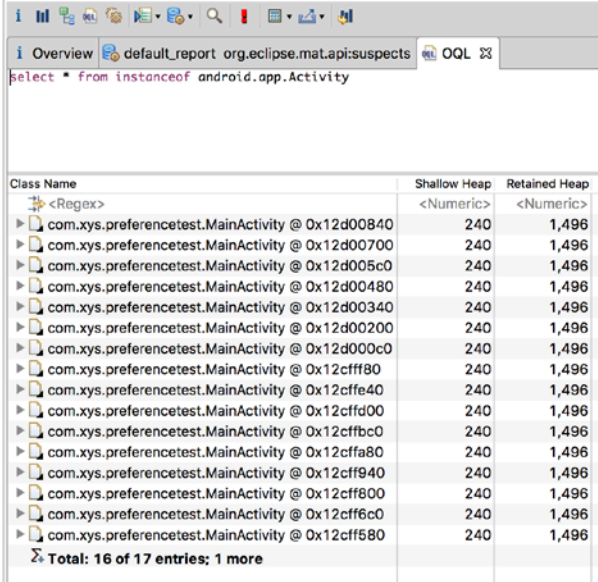 i Overview default_report org.eclipse.mat.api:suspects OQL
select * from instanceof android.app.Activity
Class Name Shallow Heap Retained Heap
<Regex> <Numeric> <Numeric>
com.xys.preferencetest.MainActivity @ 0x12d00840 240 1,496
com.xys.preferencetest.MainActivity @ 0x12d00700 240 1,496
com.xys.preferencetest.MainActivity @ 0x12d005c0 240 1,496
com.xys.preferencetest.MainActivity @ 0x12d00480 240 1,496
com.xys.preferencetest.MainActivity @ 0x12d00340 240 1,496
com.xys.preferencetest.MainActivity @ 0x12d00200 240 1,496
com.xys.preferencetest.MainActivity @ 0x12d000c0 240 1,496
com.xys.preferencetest.MainActivity @ 0x12cfff80 240 1,496
com.xys.preferencetest.MainActivity @ 0x12cffe40 240 1,496
com.xys.preferencetest.MainActivity @ 0x12cffd00 240 1,496
com.xys.preferencetest.MainActivity @ 0x12cffbc0 240 1,496
com.xys.preferencetest.MainActivity @ 0x12cffa80 240 1,496
com.xys.preferencetest.MainActivity @ 0x12cff940 240 1,496
com.xys.preferencetest.MainActivity @ 0x12cff800 240 1,496
com.xys.preferencetest.MainActivity @ 0x12cff6c0 240 1,496
com.xys.preferencetest.MainActivity @ 0x12cff580 240 1,496
Total: 16 of 17 entries; 1 more